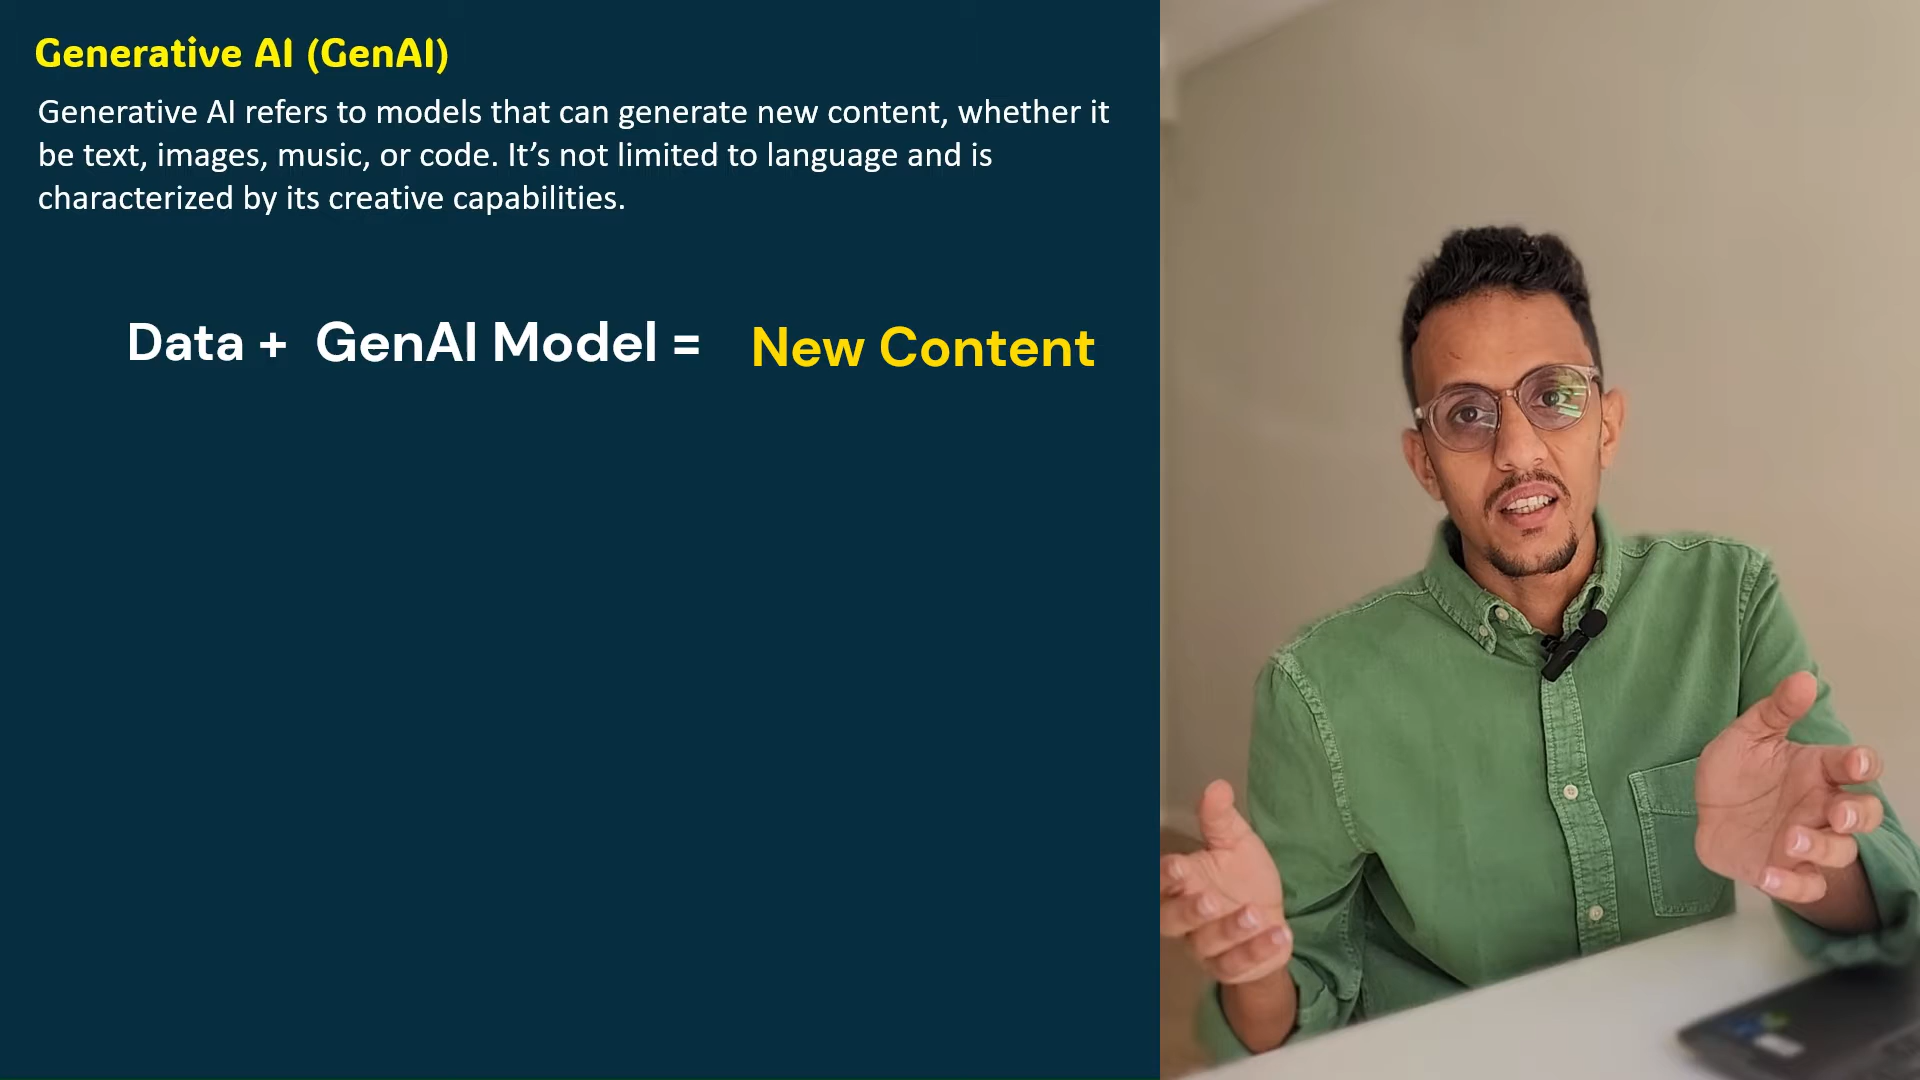 Generative AI (GenAI)
Generative AI refers to models that can generate new content, whether it
be text, images, music, or code. It’s not limited to language and is
characterized by its creative capabilities.
Data + GenAI Model = New Content